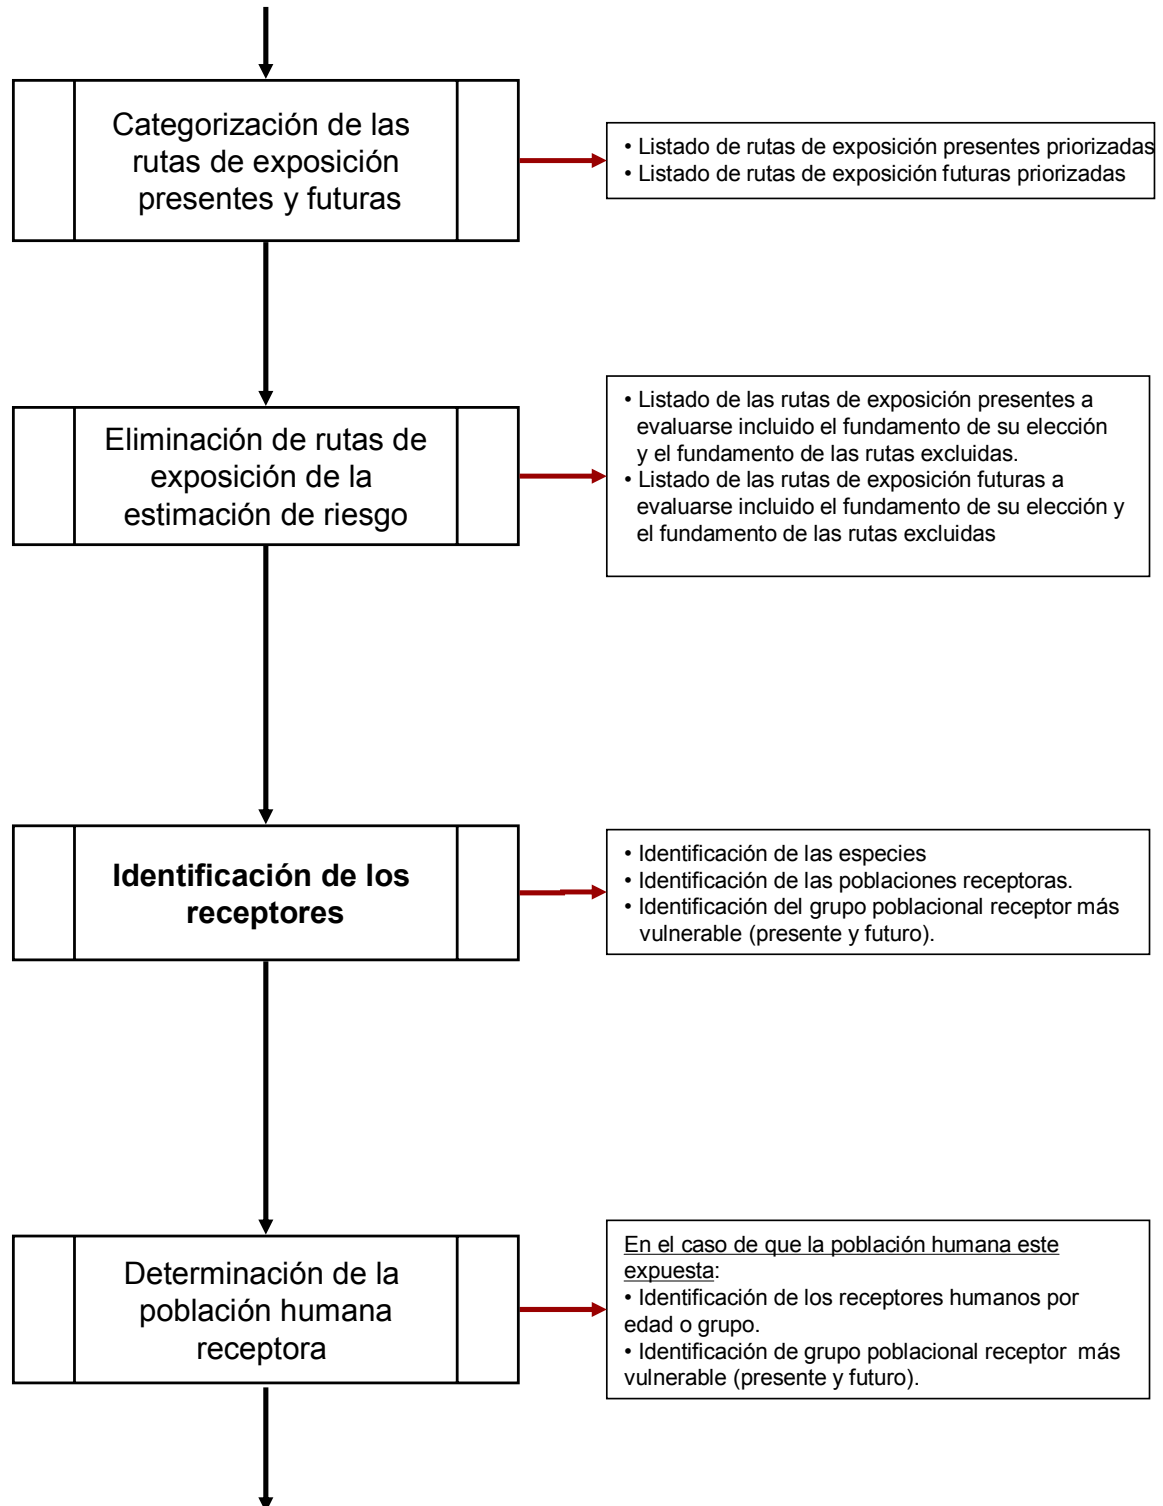 Categorización de las
rutas de exposición
presentes y futuras
• Listado de rutas de exposición presentes priorizadas
• Listado de rutas de exposición futuras priorizadas
Eliminación de rutas de
exposición de la
estimación de riesgo
• Listado de las rutas de exposición presentes a
evaluarse incluido el fundamento de su elección
y el fundamento de las rutas excluidas.
• Listado de las rutas de exposición futuras a
evaluarse incluido el fundamento de su elección y
el fundamento de las rutas excluidas
Identificación de los
receptores
• Identificación de las especies
• Identificación de las poblaciones receptoras.
• Identificación del grupo poblacional receptor más
vulnerable (presente y futuro).
Determinación de la
población humana
receptora
En el caso de que la población humana este
expuesta:
• Identificación de los receptores humanos por
edad o grupo.
• Identificación de grupo poblacional receptor más
vulnerable (presente y futuro).